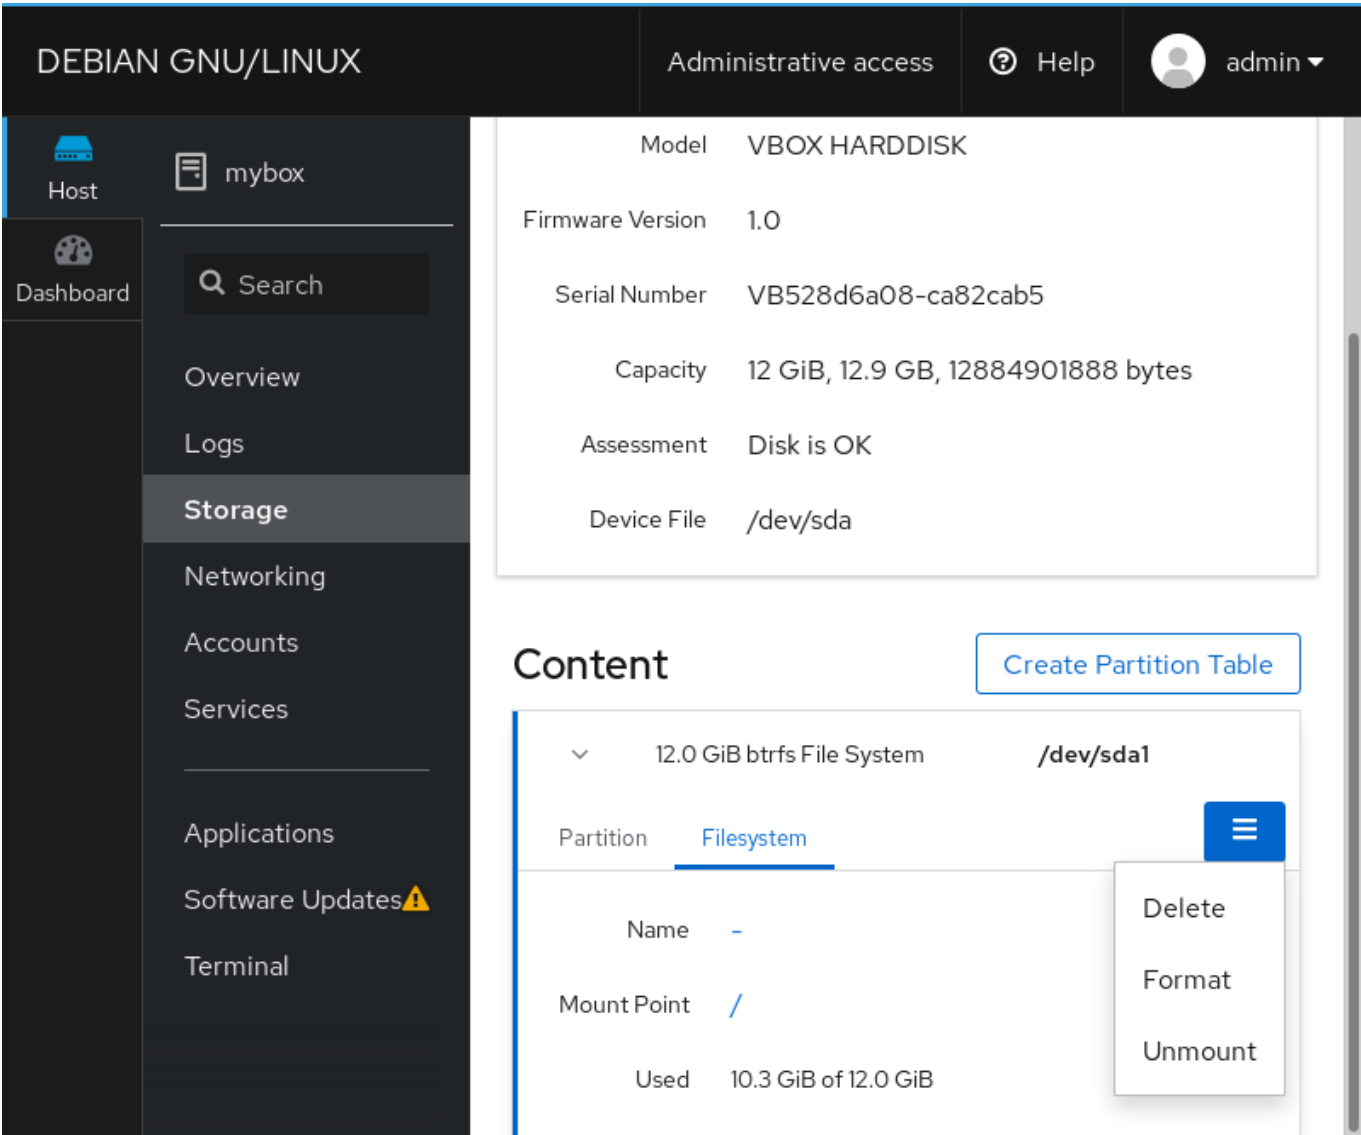 DEBIAN GNU/LINUX
Administrative access
Help
admin
Host
Dashboard
mybox
Search
Overview
Logs
Storage
Networking
Accounts
Services
Applications
Software Updates
Terminal
Model VBOX HARDDISK
Firmware Version 1.0
Serial Number VB528d6a08-ca82cab5
Capacity 12 GiB, 12.9 GB, 12884901888 bytes
Assessment Disk is OK
Device File /dev/sda
Content
Create Partition Table
12.0 GiB btrfs File System /dev/sda1
Partition Filesystem
Name -
Mount Point /
Used 10.3 GiB of 12.0 GiB
Delete
Format
Unmount